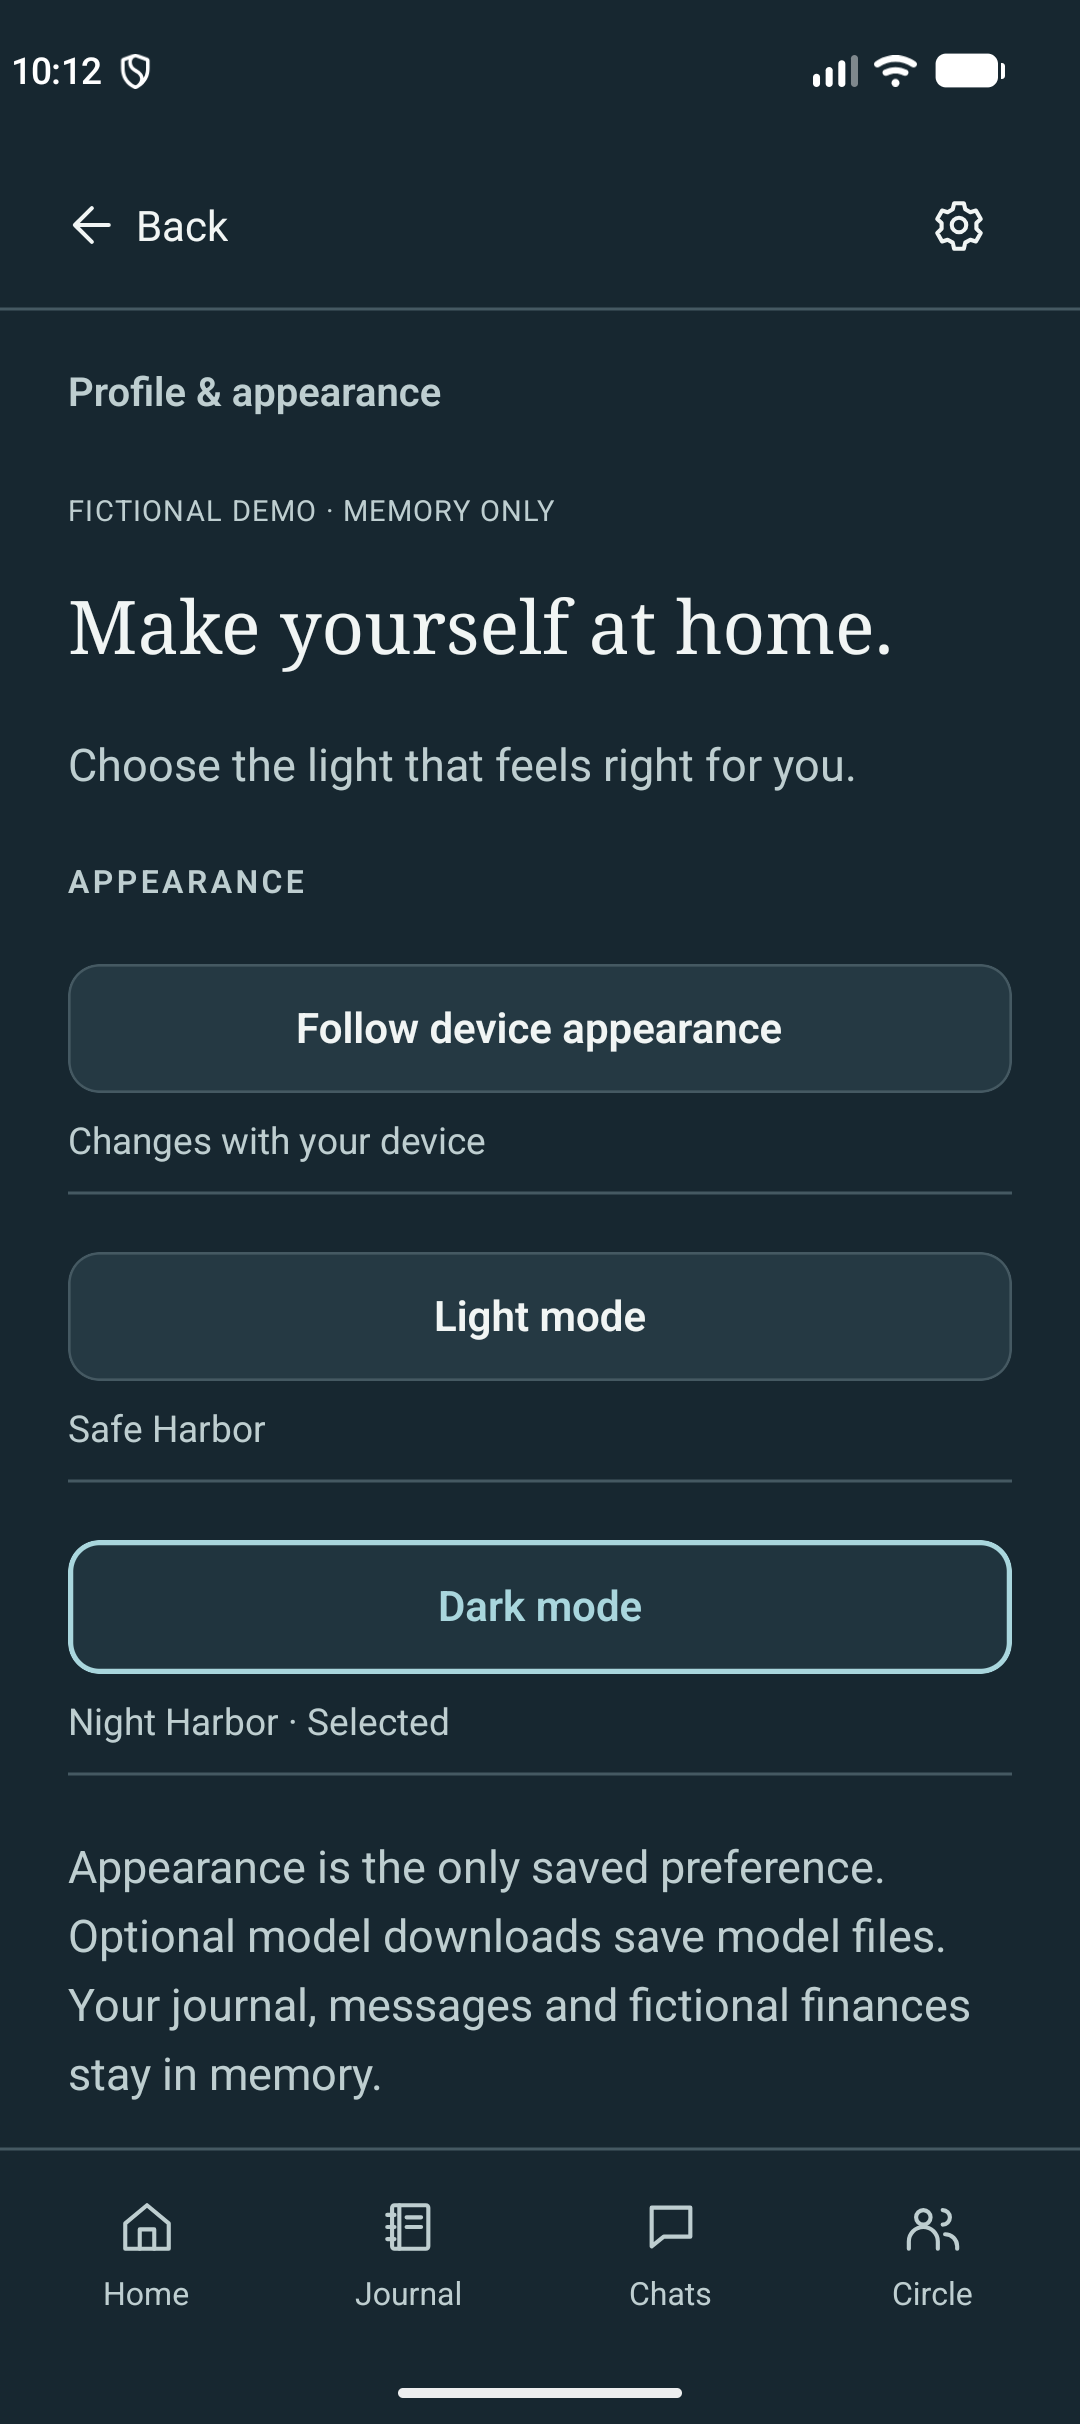 10:12
Back
Profile & appearance
FICTIONAL DEMO · MEMORY ONLY
Make yourself at home.
Choose the light that feels right for you.
APPEARANCE
Follow device appearance
Changes with your device
Light mode
Safe Harbor
Dark mode
Night Harbor · Selected
Appearance is the only saved preference.
Optional model downloads save model files.
Your journal, messages and fictional finances
stay in memory.
Home Journal Chats Circle